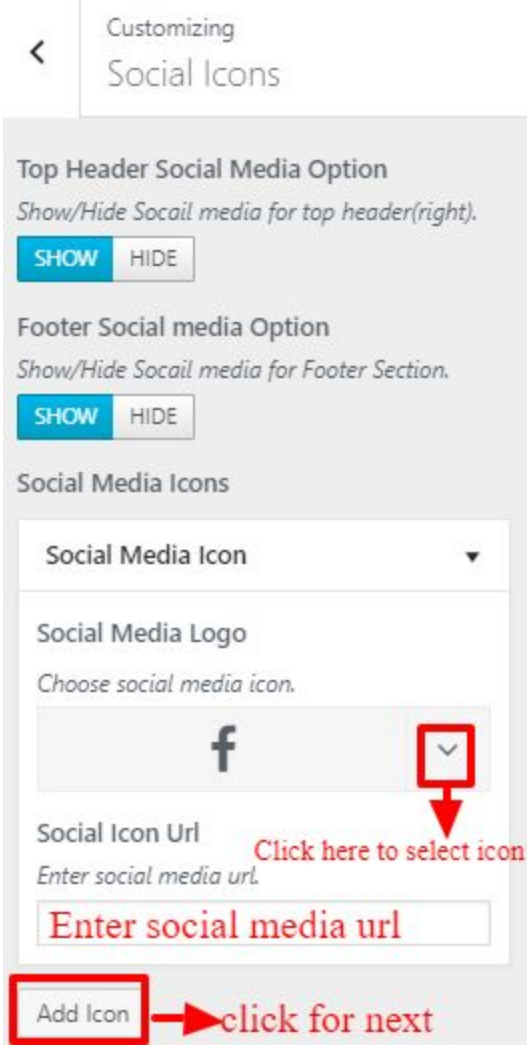 Customizing
Social Icons
Top Header Social Media Option
Show/Hide Socail media for top header(right).
SHOW HIDE
Footer Social media Option
Show/Hide Socail media for Footer Section.
SHOW HIDE
Social Media Icons
Social Media Icon
Social Media Logo
Choose social media icon.
Social Icon Url
Click here to select icon
Enter social media url.
Enter social media url
Add Icon click for next